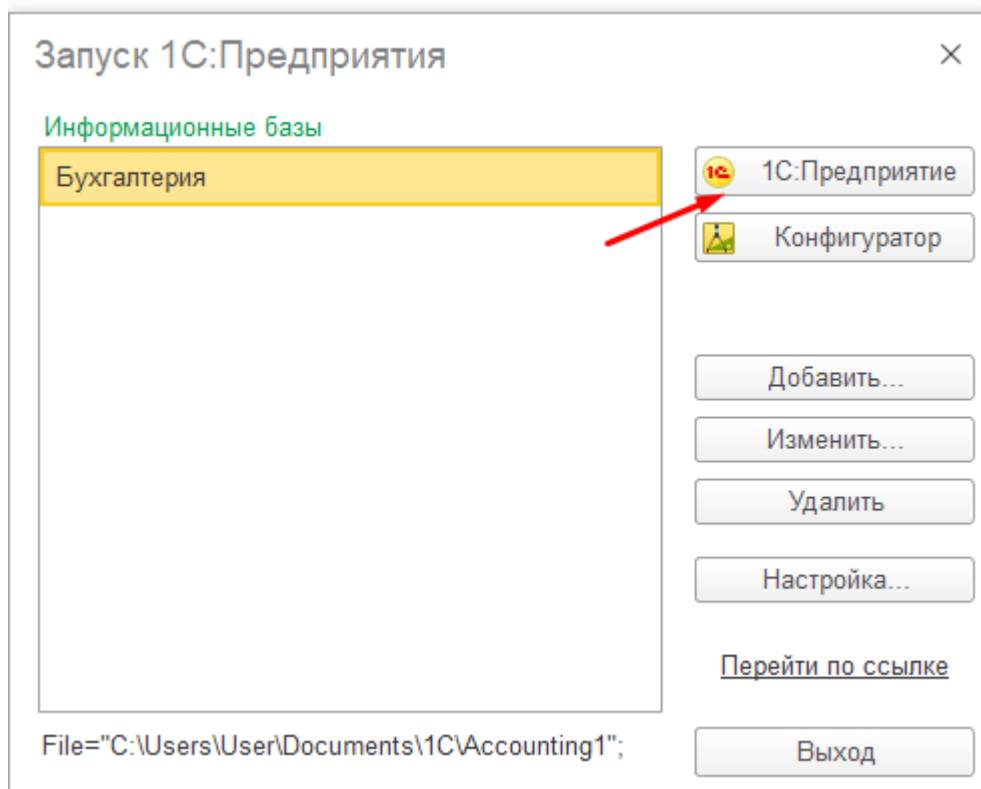 Запуск 1С:Предприятия
Информационные базы
Бухгалтерия
1С:Предприятие
Конфигуратор
Добавить...
Изменить...
Удалить
Настройка...
Перейти по ссылке
File="C:\Users\User\Documents\1C\Accounting1";
Выход